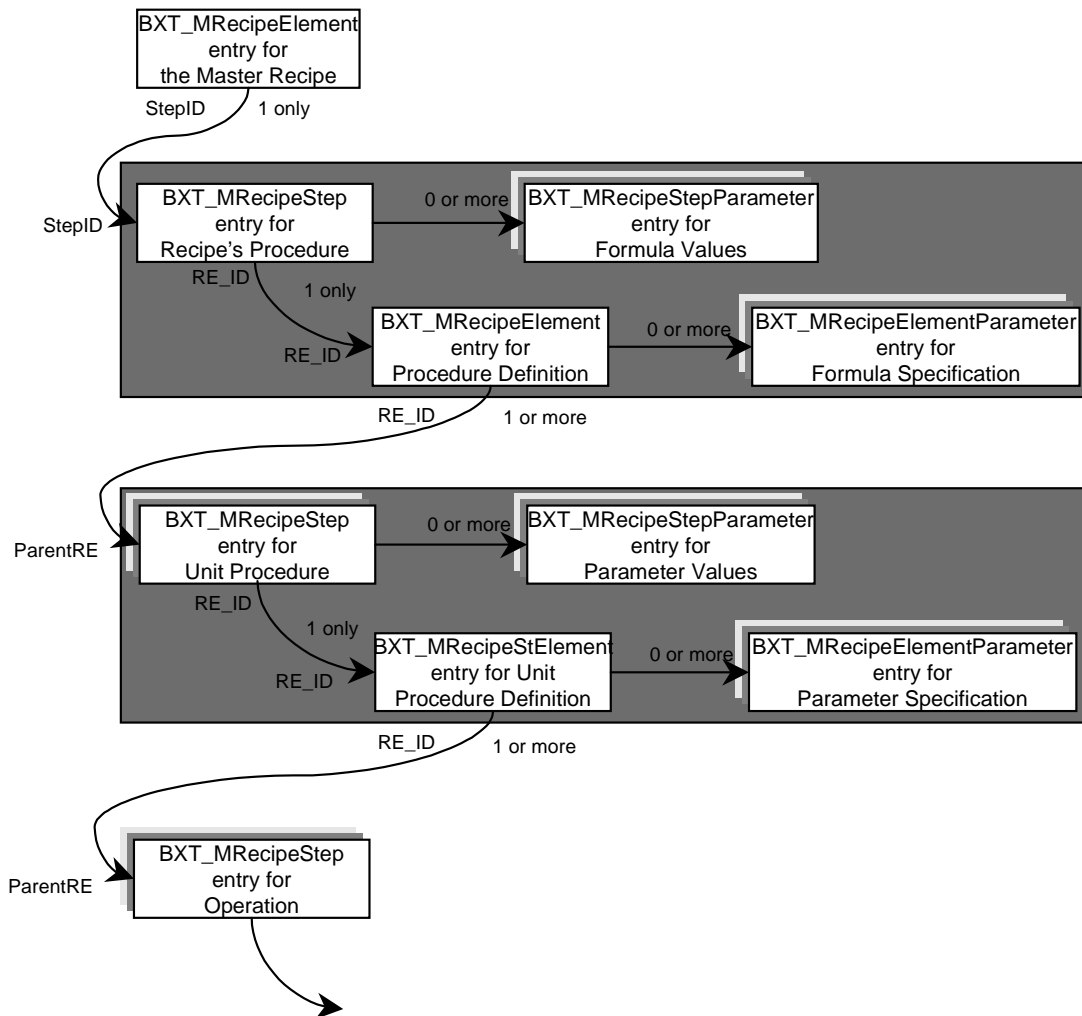 BXT_MRecipeElement
entry for
the Master Recipe
StepID
1 only
BXT_MRecipeStep
entry for
Recipe's Procedure
StepID
0 or more
BXT_MRecipeStepParameter
entry for
Formula Values
RE_ID
1 only
RE_ID
BXT_MRecipeElement
entry for
Procedure Definition
0 or more
BXT_MRecipeElementParameter
entry for
Formula Specification
RE_ID
1 or more
ParentRE
BXT_MRecipeStep
entry for
Unit Procedure
0 or more
BXT_MRecipeStepParameter
entry for
Parameter Values
RE_ID
1 only
RE_ID
BXT_MRecipeStElement
entry for Unit
Procedure Definition
0 or more
BXT_MRecipeElementParameter
entry for
Parameter Specification
RE_ID
1 or more
ParentRE
BXT_MRecipeStep
entry for
Operation